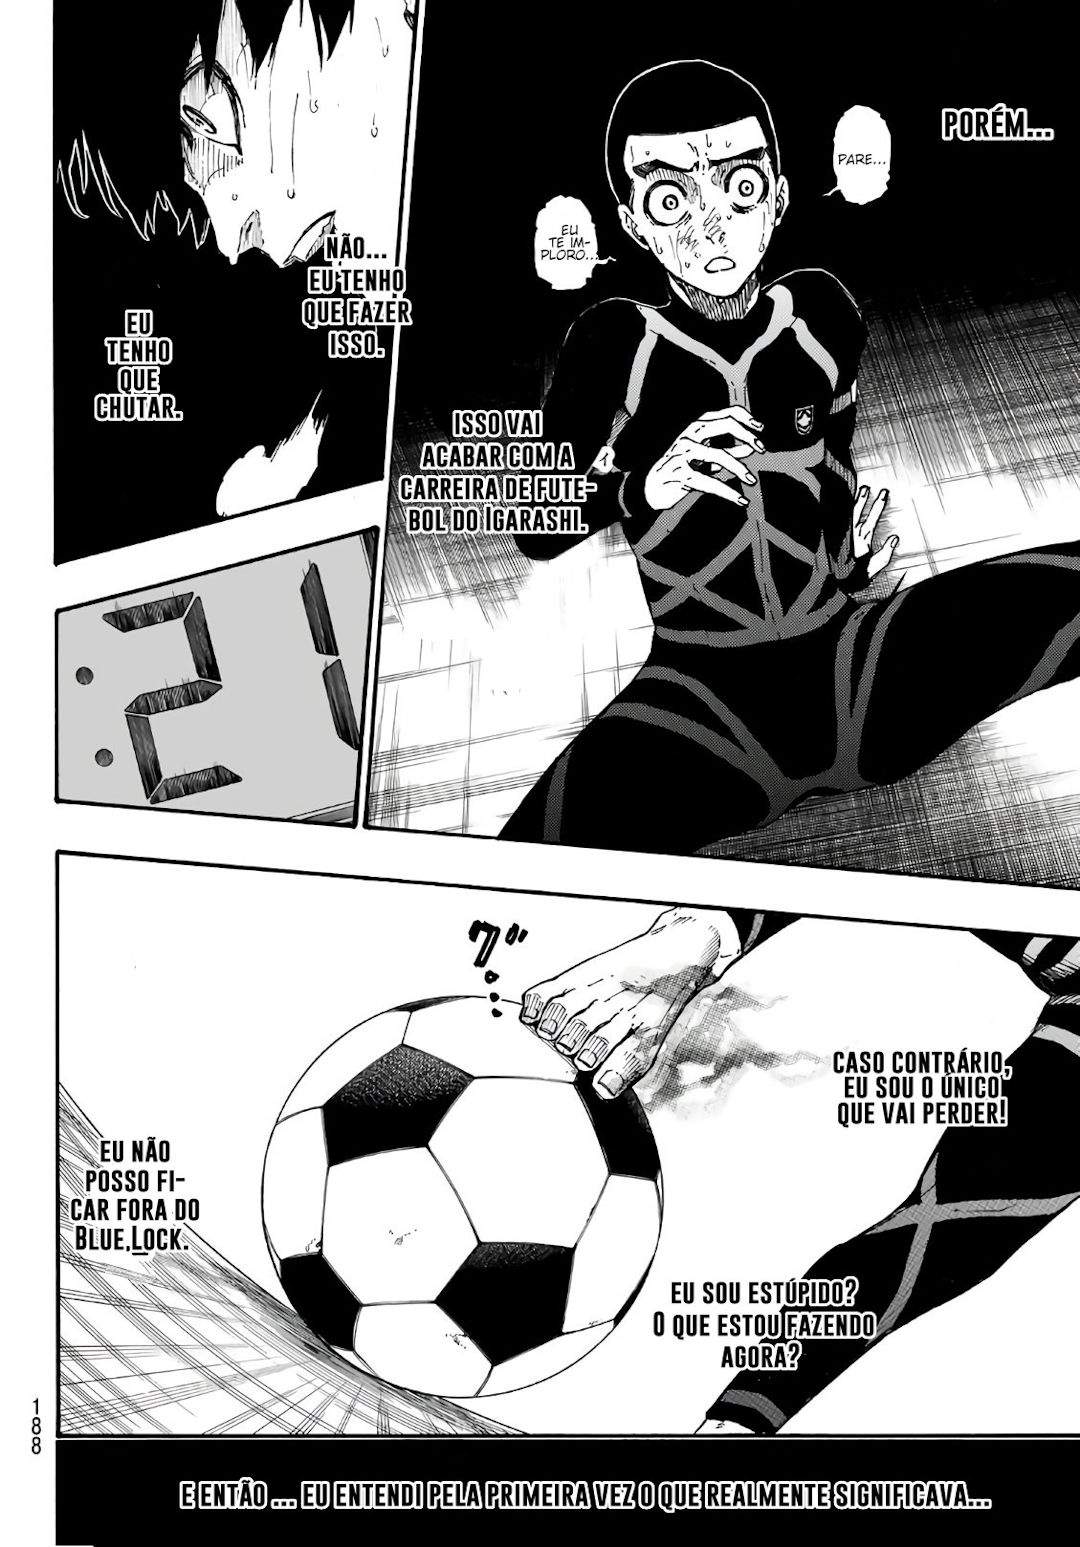 PORÉM...
PARE...
EU
TE IM-
PLORO...
ISSO VAI
ACABAR COM A
CARREIRA DE FUTE-
BOL DO IGARASHI.
NÃO...
EU TENHO
QUE FAZER
ISSO.
EU
TENHO
QUE
CHUTAR.
:21
グッ
CASO CONTRÁRIO,
EU SOU O ÚNICO
QUE VAI PERDER!
EU NÃO
POSSO FI-
CAR FORA DO
BLUE,LOCK.
EU SOU ESTÚPIDO?
O QUE ESTOU FAZENDO
AGORA?
E ENTÃO ... EU ENTENDI PELA PRIMEIRA VEZ O QUE REALMENTE SIGNIFICAVA...
188